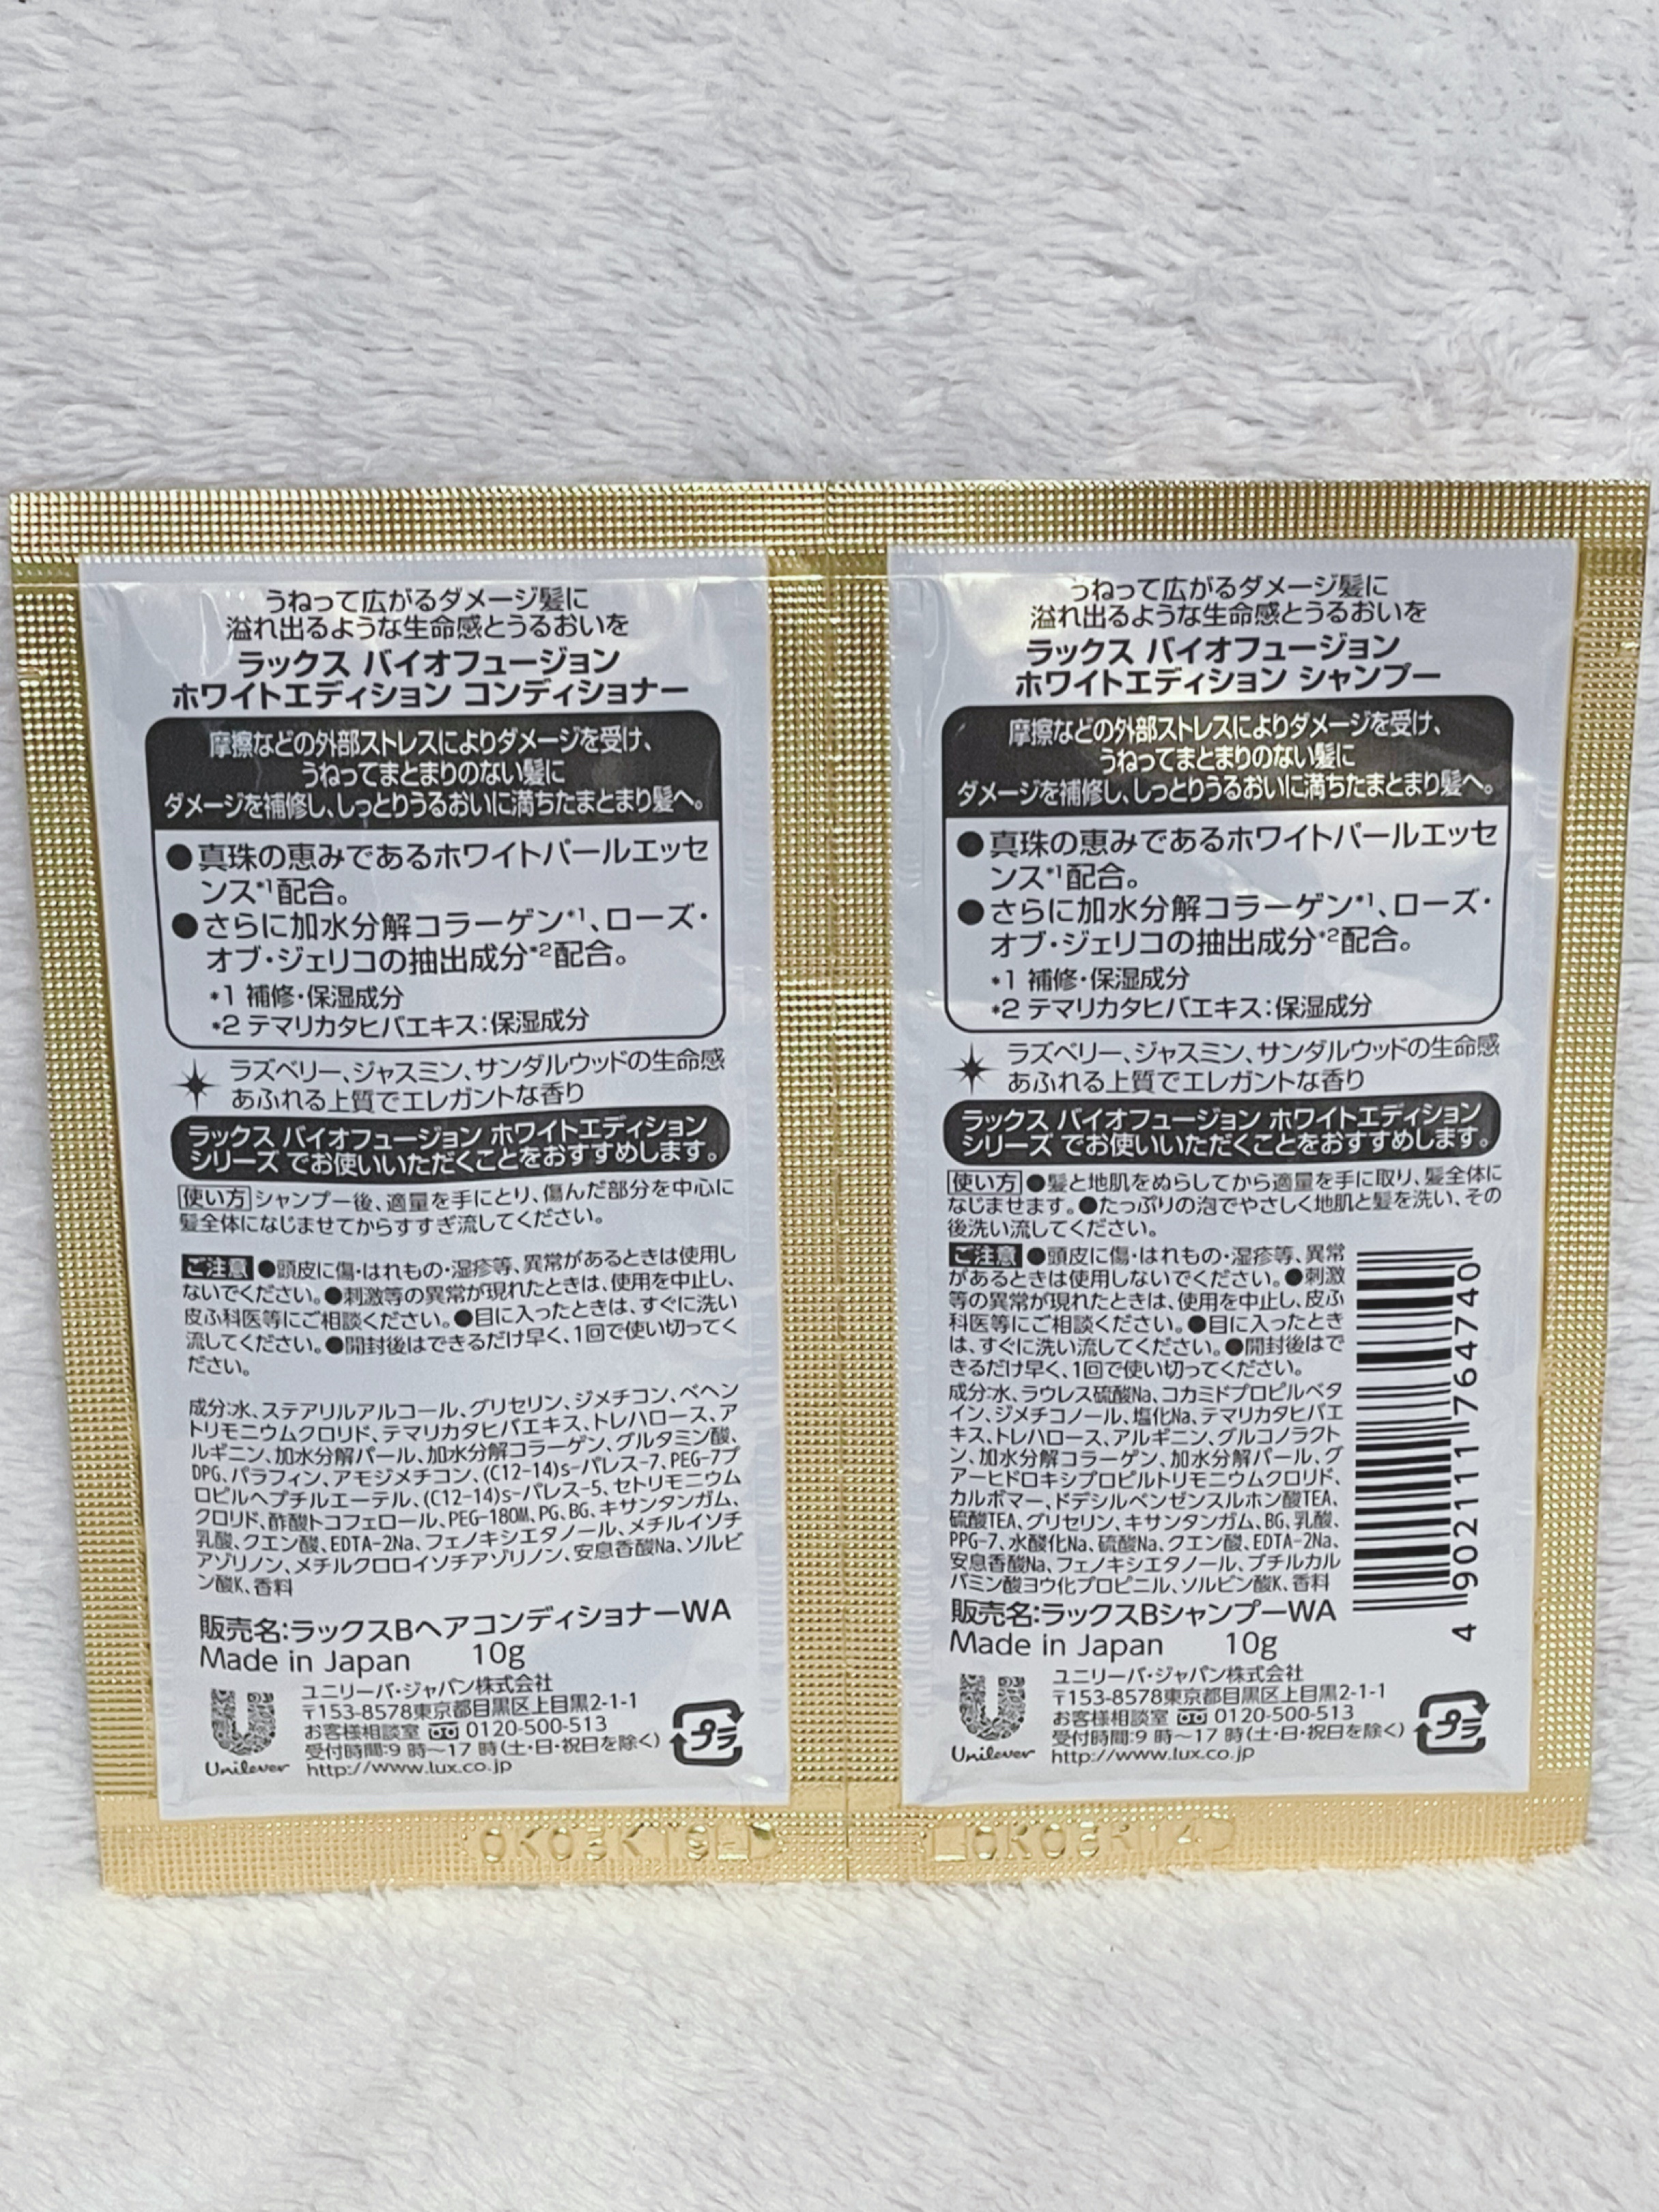 うねって広がるダメージ髪に
溢れ出るような生命感とうるおいを
ラックス バイオフュージョン
ホワイトエディション コンディショナー
摩擦などの外部ストレスによりダメージを受け、
うねってまとまりのない髪に
ダメージを補修し、しっとりうるおいに満ちたまとまり髪へ。
●真珠の恵みであるホワイトパールエッセ
ンス*1配合。
●さらに加水分解コラーゲン*1、ローズ・
オブ・ジェリコの抽出成分*2配合。
*1 補修・保湿成分
*2 テマリカタヒバエキス：保湿成分
ラズベリー、ジャスミン、サンダルウッドの生命感
あふれる上質でエレガントな香り
ラックス バイオフュージョン ホワイトエディション
シリーズ でお使いいただくことをおすすめします。
使い方 シャンプー後、適量を手にとり、傷んだ部分を中心に
髪全体になじませてからすすぎ流してください。
ご注意 ●頭皮に傷・はれもの・湿疹等、異常があるときは使用し
ないでください。●刺激等の異常が現れたときは、使用を中止し、
皮ふ科医等にご相談ください。●目に入ったときは、すぐに洗い
流してください。●開封後はできるだけ早く、1回で使い切ってく
ださい。
成分:水、ステアリルアルコール、グリセリン、ジメチコン、ベヘン
トリモニウムクロリド、テマリカタヒバエキス、トレハロース、ア
ルギニン、加水分解パール、加水分解コラーゲン、グルタミン酸、
DPG、パラフィン、アモジメチコン、(C12-14)s-パレス-7、PEG-7プ
ロピルヘプチルエーテル、(C12-14)s-パレス-5、セトリモニウム
クロリド、酢酸トコフェロール、PEG-180M、PG、BG、キサンタンガム、
乳酸、クエン酸、EDTA-2Na、フェノキシエタノール、メチルイソチ
アゾリノン、メチルクロロイソチアゾリノン、安息香酸Na、ソルビ
ン酸K、香料
販売名：ラックスBヘアコンディショナーWA
Made in Japan 10g
ユニリーバ・ジャパン株式会社
〒153-8578東京都目黒区上目黒2-1-1
お客様相談室 0120-500-513
受付時間:9 時〜17 時（土・日・祝日を除く）
http://www.lux.co.jp
Unilever
プラ
0K03K19
うねって広がるダメージ髪に
溢れ出るような生命感とうるおいを
ラックス バイオフュージョン
ホワイトエディション シャンプー
摩擦などの外部ストレスによりダメージを受け、
うねってまとまりのない髪に
ダメージを補修し、しっとりうるおいに満ちたまとまり髪へ。
●真珠の恵みであるホワイトパールエッセ
ンス*1配合。
●さらに加水分解コラーゲン*1、ローズ・
オブ・ジェリコの抽出成分*2配合。
*1 補修・保湿成分
*2 テマリカタヒバエキス：保湿成分
ラズベリー、ジャスミン、サンダルウッドの生命感
あふれる上質でエレガントな香り
ラックス バイオフュージョン ホワイトエディション
シリーズ でお使いいただくことをおすすめします。
使い方 ●髪と地肌をぬらしてから適量を手に取り、髪全体に
なじませます。●たっぷりの泡でやさしく地肌と髪を洗い、その
後洗い流してください。
ご注意 ●頭皮に傷・はれもの・湿疹等、異常
があるときは使用しないでください。●刺激
等の異常が現れたときは、使用を中止し、皮ふ
科医等にご相談ください。●目に入ったとき
は、すぐに洗い流してください。●開封後はで
きるだけ早く、1回で使い切ってください。
成分:水、ラウレス硫酸Na、コカミドプロピルベタ
イン、ジメチコノール、塩化Na、テマリカタヒバエ
キス、トレハロース、アルギニン、グルコノラクト
ン、加水分解コラーゲン、加水分解パール、グ
アーヒドロキシプロピルトリモニウムクロリド、
カルボマー、ドデシルベンゼンスルホン酸TEA、
硫酸TEA、グリセリン、キサンタンガム、BG、乳酸、
PPG-7、水酸化Na、硫酸Na、クエン酸、EDTA-2Na、
安息香酸Na、フェノキシエタノール、ブチルカル
バミン酸ヨウ化プロピニル、ソルビン酸K、香料
4 902111 764740
販売名：ラックスBシャンプーWA
Made in Japan 10g
ユニリーバ・ジャパン株式会社
〒153-8578東京都目黒区上目黒2-1-1
お客様相談室 0120-500-513
受付時間:9 時〜17 時（土・日・祝日を除く）
http://www.lux.co.jp
Unilever
プラ